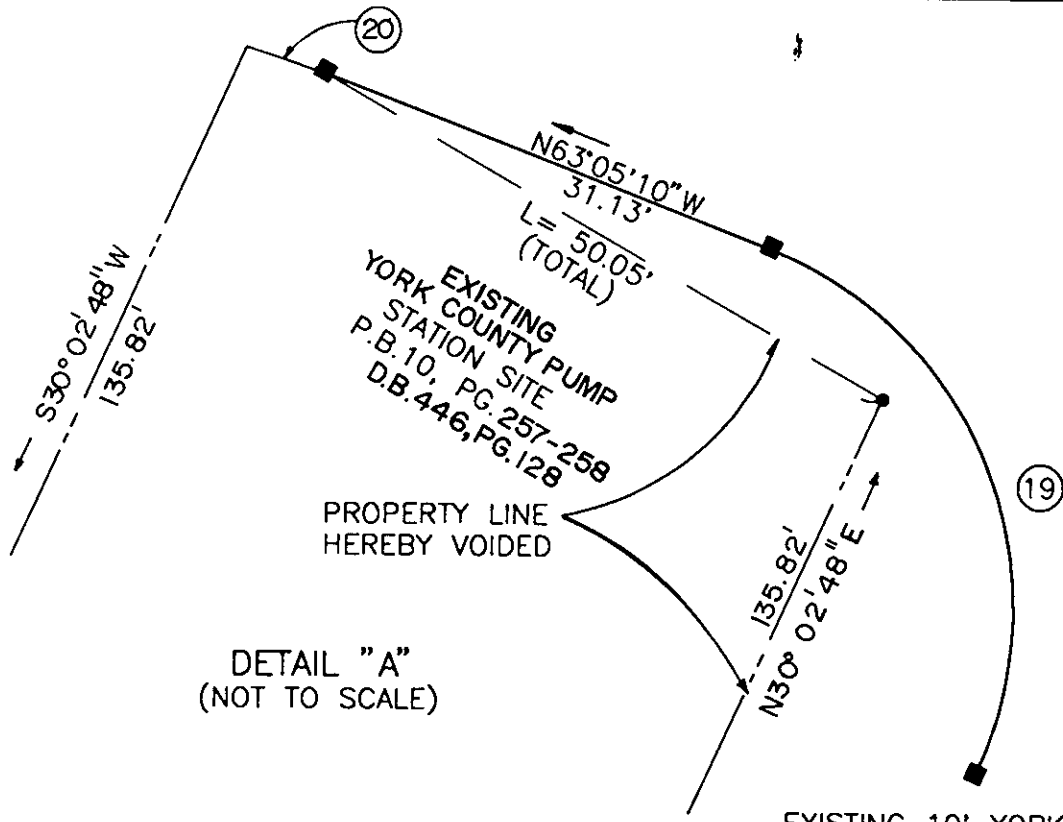 20
N63°05'10"W
31.13'
L= 50.05'
(TOTAL)
EXISTING
YORK COUNTY PUMP
STATION SITE
P.B.10, PG.257-258
D.B.446,PG.128
S30°02'48"W
135.82'
PROPERTY LINE
HEREBY VOIDED
135.82'
N30°02'48"E
19
DETAIL "A"
(NOT TO SCALE)
EXISTING 10' YORK